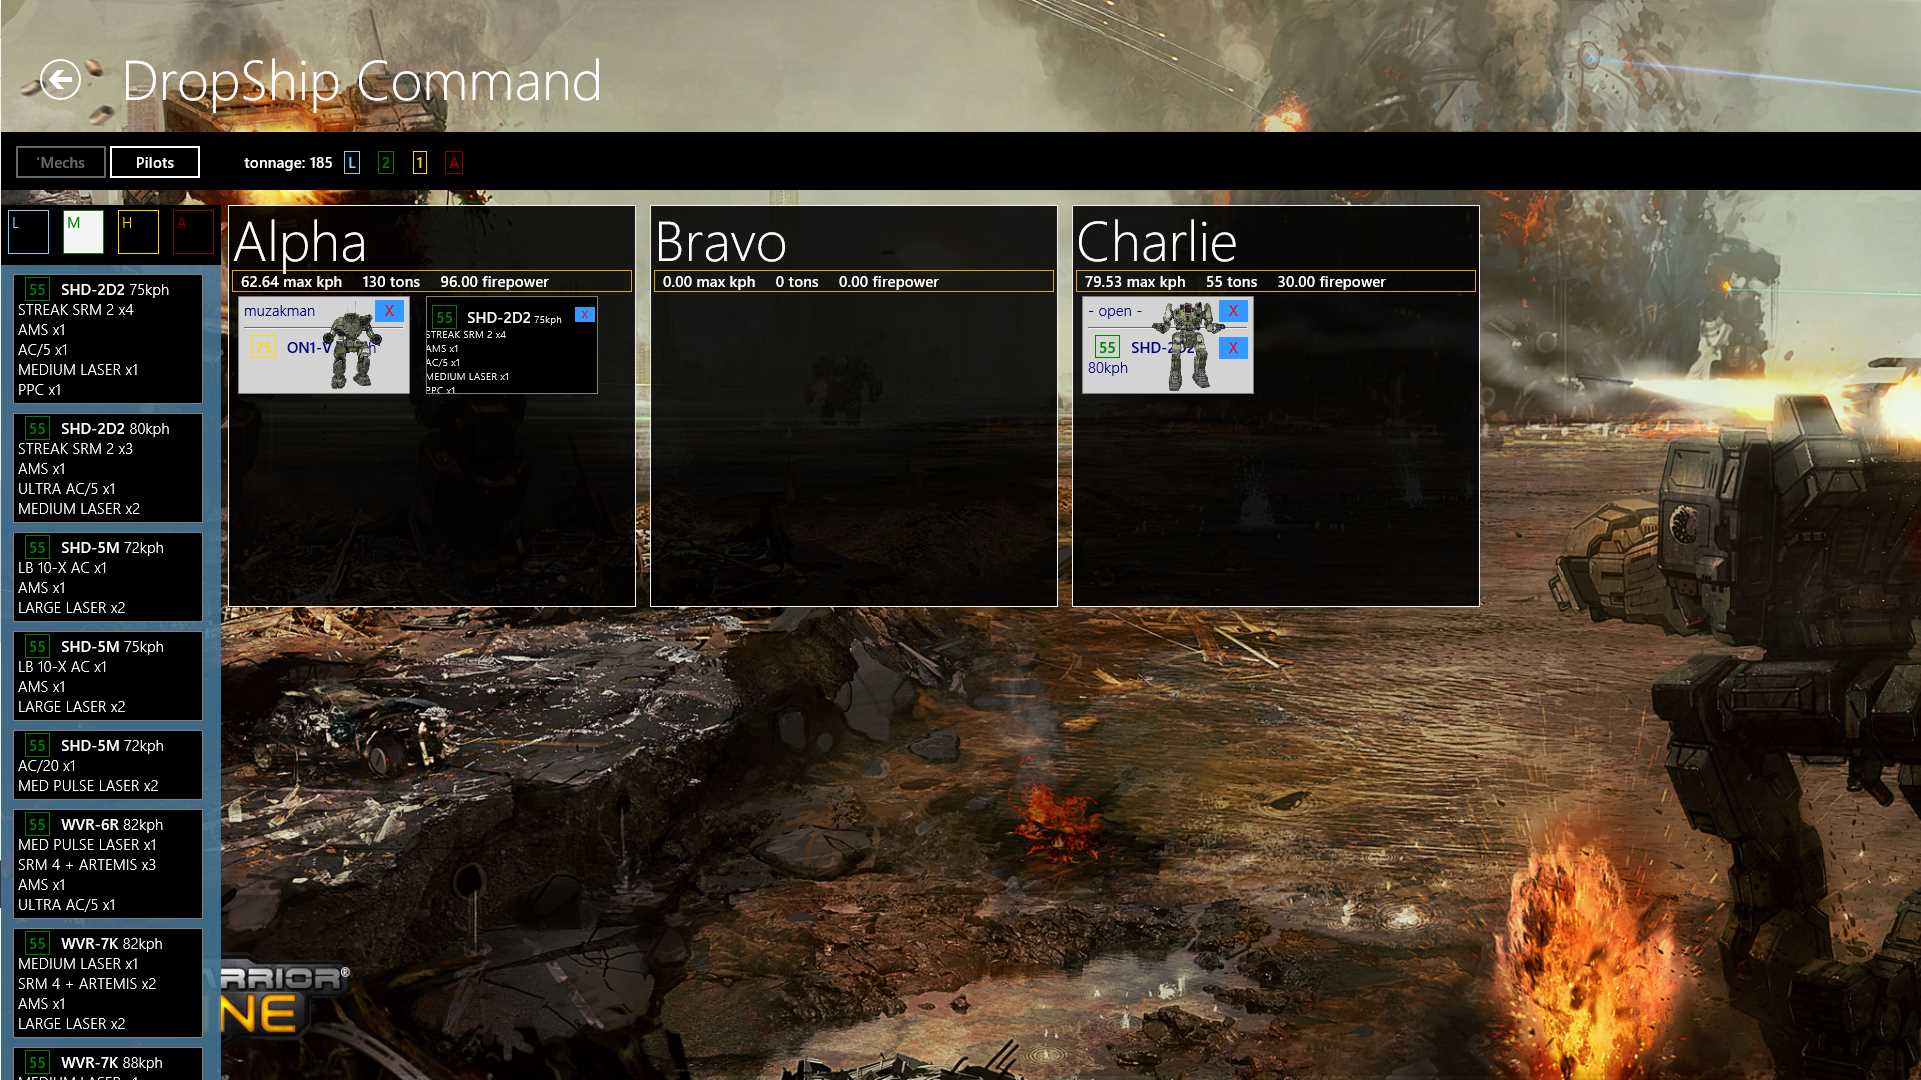 DropShip Command
'Mechs
Pilots
tonnage: 185
L
2
1
A
L
M
H
A
55 SHD-2D2 75kph
STREAK SRM 2 x4
AMS x1
AC/5 x1
MEDIUM LASER x1
PPC x1
55 SHD-2D2 80kph
STREAK SRM 2 x3
AMS x1
ULTRA AC/5 x1
MEDIUM LASER x2
55 SHD-5M 72kph
LB 10-X AC x1
AMS x1
LARGE LASER x2
55 SHD-5M 75kph
LB 10-X AC x1
AMS x1
LARGE LASER x2
55 SHD-5M 72kph
AC/20 x1
MED PULSE LASER x2
55 WVR-6R 82kph
MED PULSE LASER x1
SRM 4 + ARTEMIS x3
AMS x1
ULTRA AC/5 x1
55 WVR-7K 82kph
MEDIUM LASER x1
SRM 4 + ARTEMIS x2
AMS x1
LARGE LASER x2
55 WVR-7K 88kph
Alpha
62.64 max kph 130 tons 96.00 firepower
muzakman X
75 ON1-V
55 SHD-2D2 75kph X
STREAK SRM 2 x4
AMS x1
AC/5 x1
MEDIUM LASER x1
PPC x1
Bravo
0.00 max kph 0 tons 0.00 firepower
Charlie
79.53 max kph 55 tons 30.00 firepower
- open - X
55 SHD-2D2 X
80kph
RRIOR®
NE